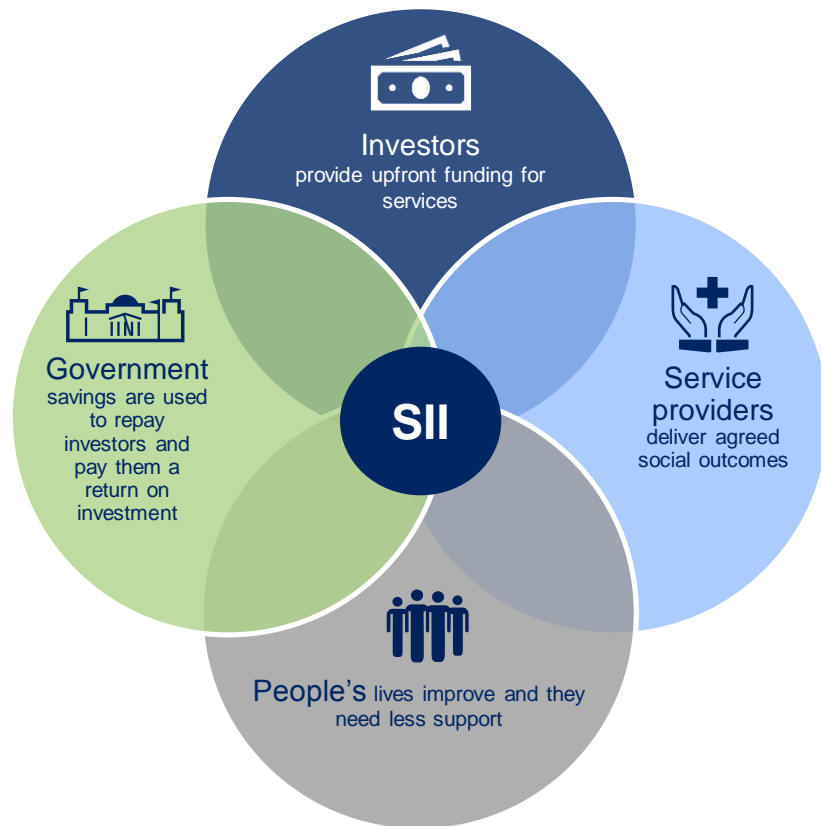 Investors
provide upfront funding for
services
Government
savings are used
to repay
investors and
pay them a
return on
investment
SII
Service
providers
deliver agreed
social outcomes
People's lives improve and they
need less support